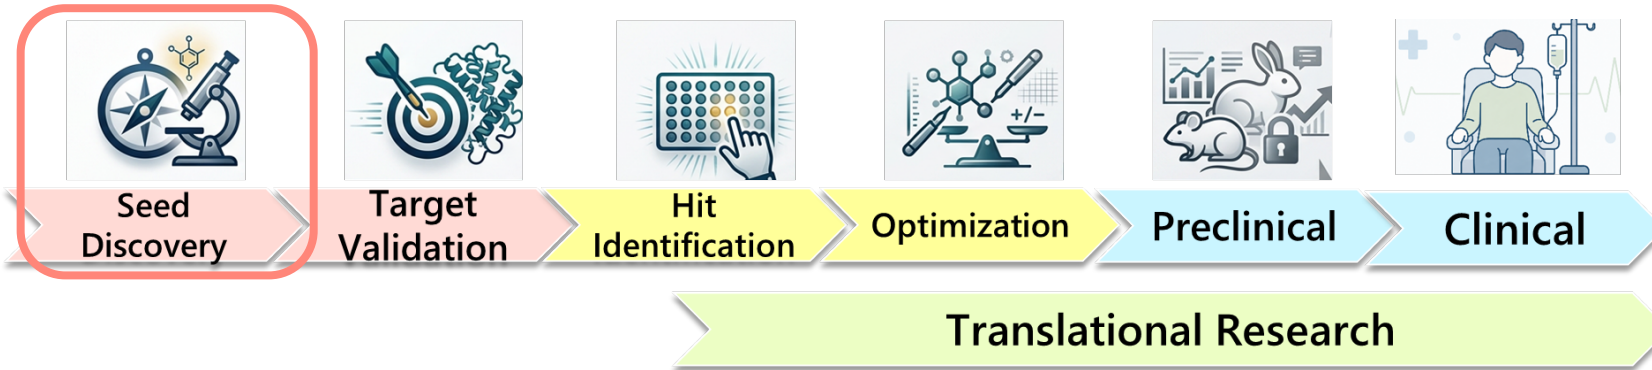 +/−
Seed
Discovery
Target
Validation
Hit
Identification
Optimization
Preclinical
Clinical
Translational Research